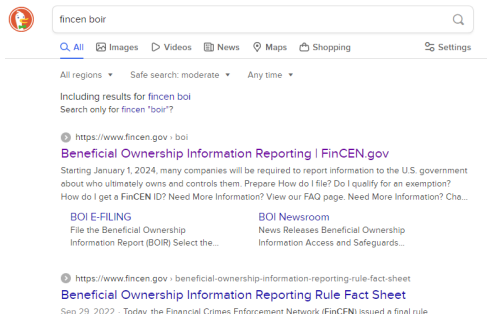 fincen boir
All Images Videos News Maps Shopping Settings
All regions Safe search: moderate Any time
Including results for fincen boi
Search only for fincen "boir"?
https://www.fincen.gov › boi
Beneficial Ownership Information Reporting | FinCEN.gov
Starting January 1, 2024, many companies will be required to report information to the U.S. government
about who ultimately owns and controls them. Prepare How do I file? Do I qualify for an exemption?
How do I get a FinCEN ID? Need More Information? View our FAQ page. Need More Information? Cha...
BOI E-FILING
File the Beneficial Ownership
Information Report (BOIR) Select the...
BOI Newsroom
News Releases Beneficial Ownership
Information Access and Safeguards...
https://www.fincen.gov › beneficial-ownership-information-reporting-rule-fact-sheet
Beneficial Ownership Information Reporting Rule Fact Sheet
Sep 29, 2022 · Today, the Financial Crimes Enforcement Network (FinCEN) issued a final rule